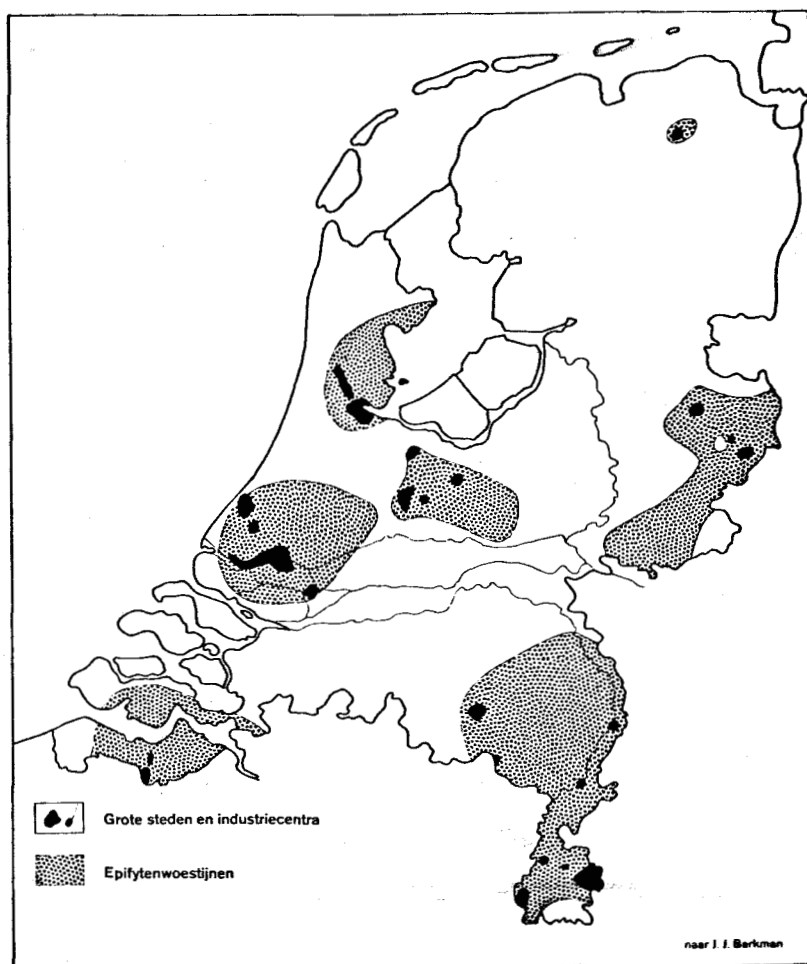 Grote steden en industriecentra
Epifytenwoestijnen
naar J. J. Barkman